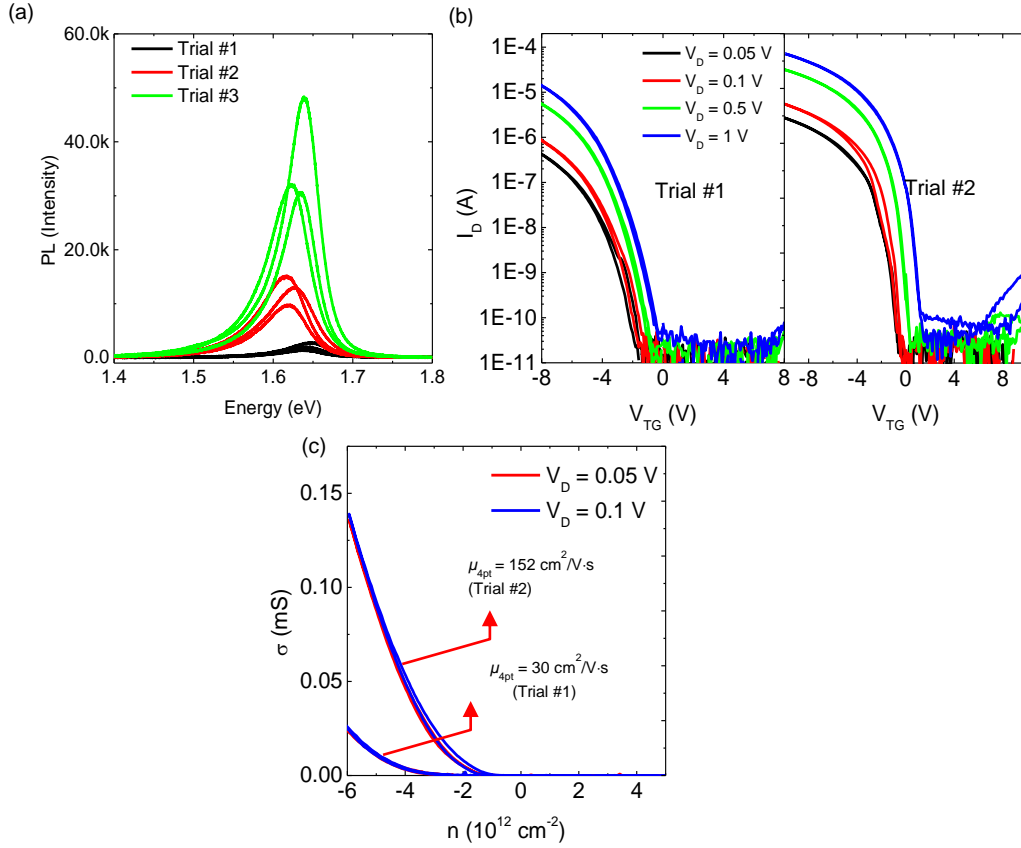 (a)
60.0k
40.0k
20.0k
0.0
PL (Intensity)
Trial #1
Trial #2
Trial #3
1.4 1.5 1.6 1.7 1.8
Energy (eV)
(b)
1E-4
1E-5
1E-6
1E-7
1E-8
1E-9
1E-10
1E-11
I_D (A)
V_D = 0.05 V
V_D = 0.1 V
V_D = 0.5 V
V_D = 1 V
Trial #1
-8 -4 0 4 8
V_TG (V)
Trial #2
-8 -4 0 4 8
V_TG (V)
(c)
0.15
0.10
0.05
0.00
σ (mS)
V_D = 0.05 V
V_D = 0.1 V
μ_4pt = 152 cm^2/V·s
(Trial #2)
μ_4pt = 30 cm^2/V·s
(Trial #1)
-6 -4 -2 0 2 4
n (10^12 cm^-2)